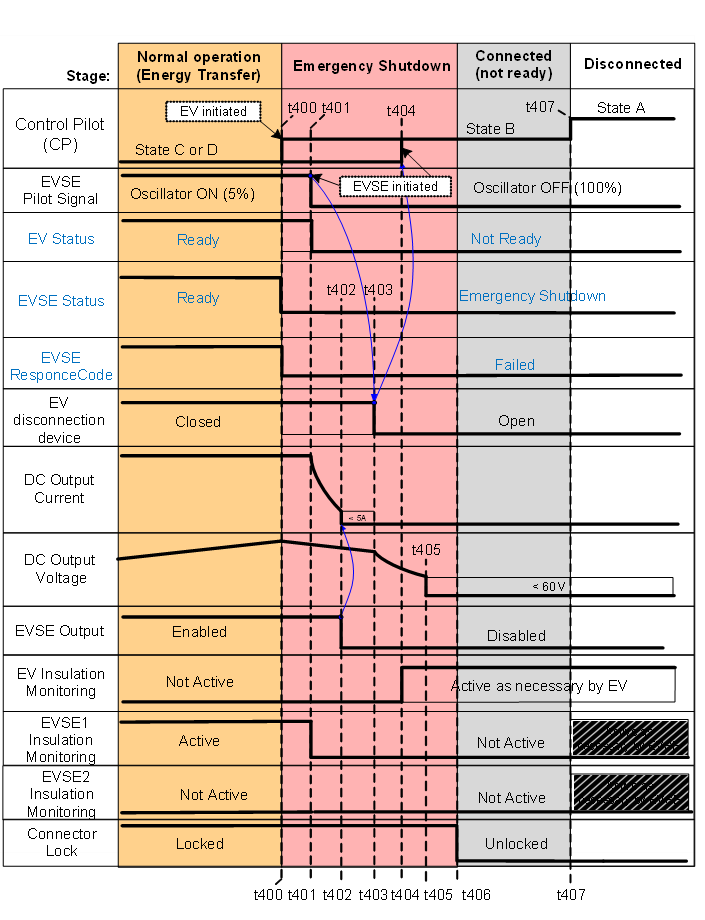 Stage:
Normal operation
(Energy Transfer)
Emergency Shutdown
Connected
(not ready)
Disconnected
Control Pilot
(CP)
EV initiated
t400
t401
t404
t407
State A
State B
State C or D
EVSE
Pilot Signal
Oscillator ON (5%)
EVSE initiated
Oscillator OFF (100%)
EV Status
Ready
Not Ready
EVSE Status
Ready
t402
t403
Emergency Shutdown
EVSE
ResponceCode
Failed
EV
disconnection
device
Closed
Open
DC Output
Current
< 5A
DC Output
Voltage
t405
< 60V
EVSE Output
Enabled
Disabled
EV Insulation
Monitoring
Not Active
Active as necessary by EV
EVSE1
Insulation
Monitoring
Active
Not Active
EVSE2
Insulation
Monitoring
Not Active
Not Active
Connector
Lock
Locked
Unlocked
t400 t401 t402 t403 t404 t405 t406 t407